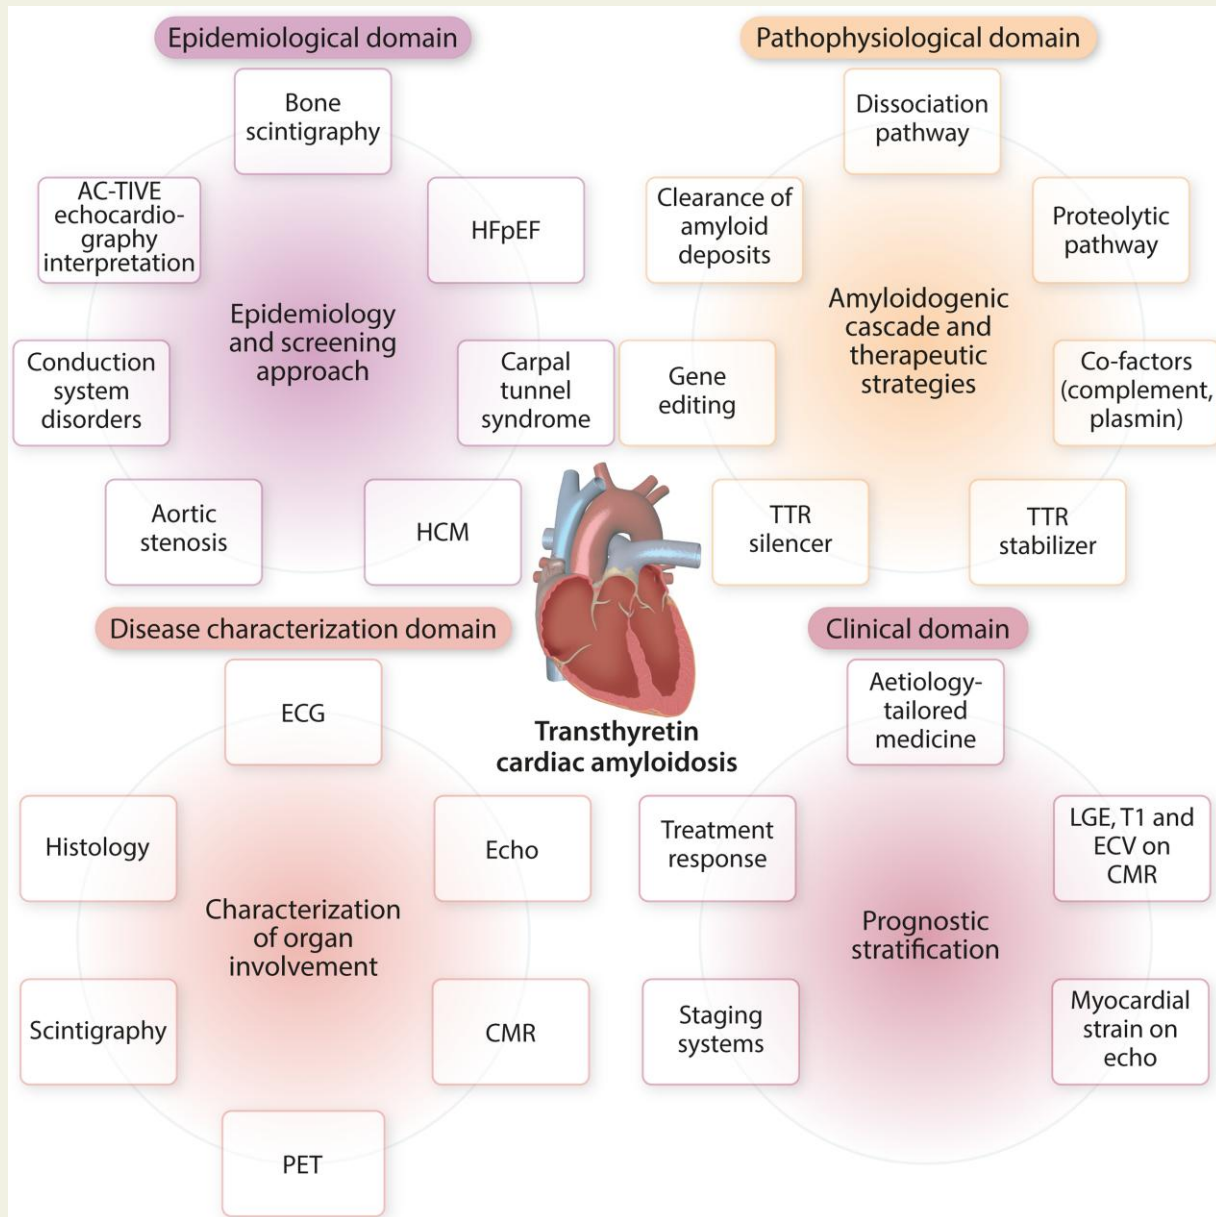 Epidemiological domain
Bone
scintigraphy
AC-TIVE
echocardio-
graphy
interpretation
HFpEF
Epidemiology
and screening
approach
Conduction
system
disorders
Carpal
tunnel
syndrome
Aortic
stenosis
HCM
Pathophysiological domain
Dissociation
pathway
Clearance of
amyloid
deposits
Proteolytic
pathway
Amyloidogenic
cascade and
therapeutic
strategies
Gene
editing
Co-factors
(complement,
plasmin)
TTR
silencer
TTR
stabilizer
Transthyretin
cardiac amyloidosis
Disease characterization domain
ECG
Histology
Echo
Characterization
of organ
involvement
Scintigraphy
CMR
PET
Clinical domain
Aetiology-
tailored
medicine
Treatment
response
LGE, T1 and
ECV on
CMR
Prognostic
stratification
Staging
systems
Myocardial
strain on
echo